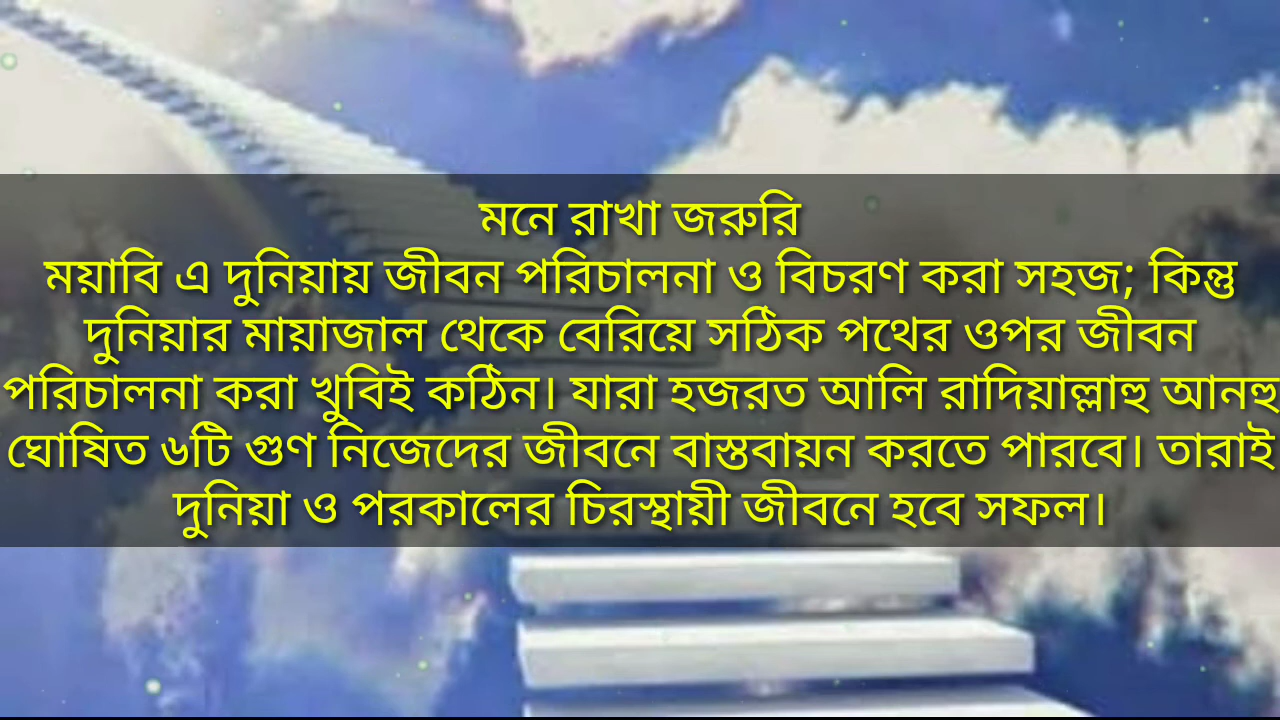 মনে রাখা জরুরি
ময়াবি এ দুনিয়ায় জীবন পরিচালনা ও বিচরণ করা সহজ; কিন্তু
দুনিয়ার মায়াজাল থেকে বেরিয়ে সঠিক পথের ওপর জীবন
পরিচালনা করা খুবিই কঠিন। যারা হজরত আলি রাদিয়াল্লাহু আনহু
ঘোষিত ৬টি গুণ নিজেদের জীবনে বাস্তবায়ন করতে পারবে। তারাই
দুনিয়া ও পরকালের চিরস্থায়ী জীবনে হবে সফল।